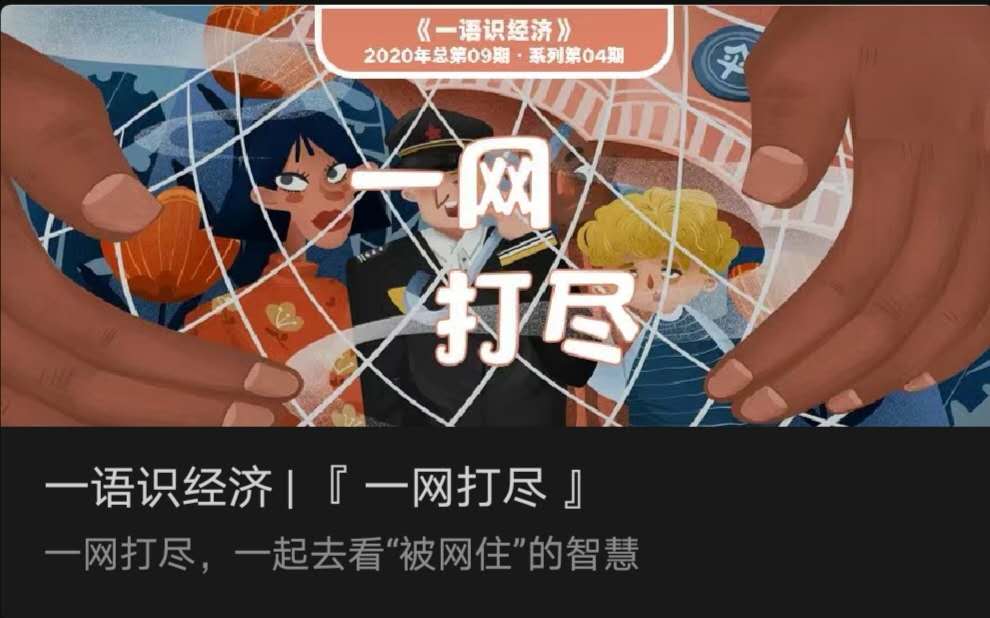 《一语识经济》
2020年总第09期·系列第04期
伞
一网
打尽
一语识经济 | 『 一网打尽 』
一网打尽，一起去看“被网住”的智慧